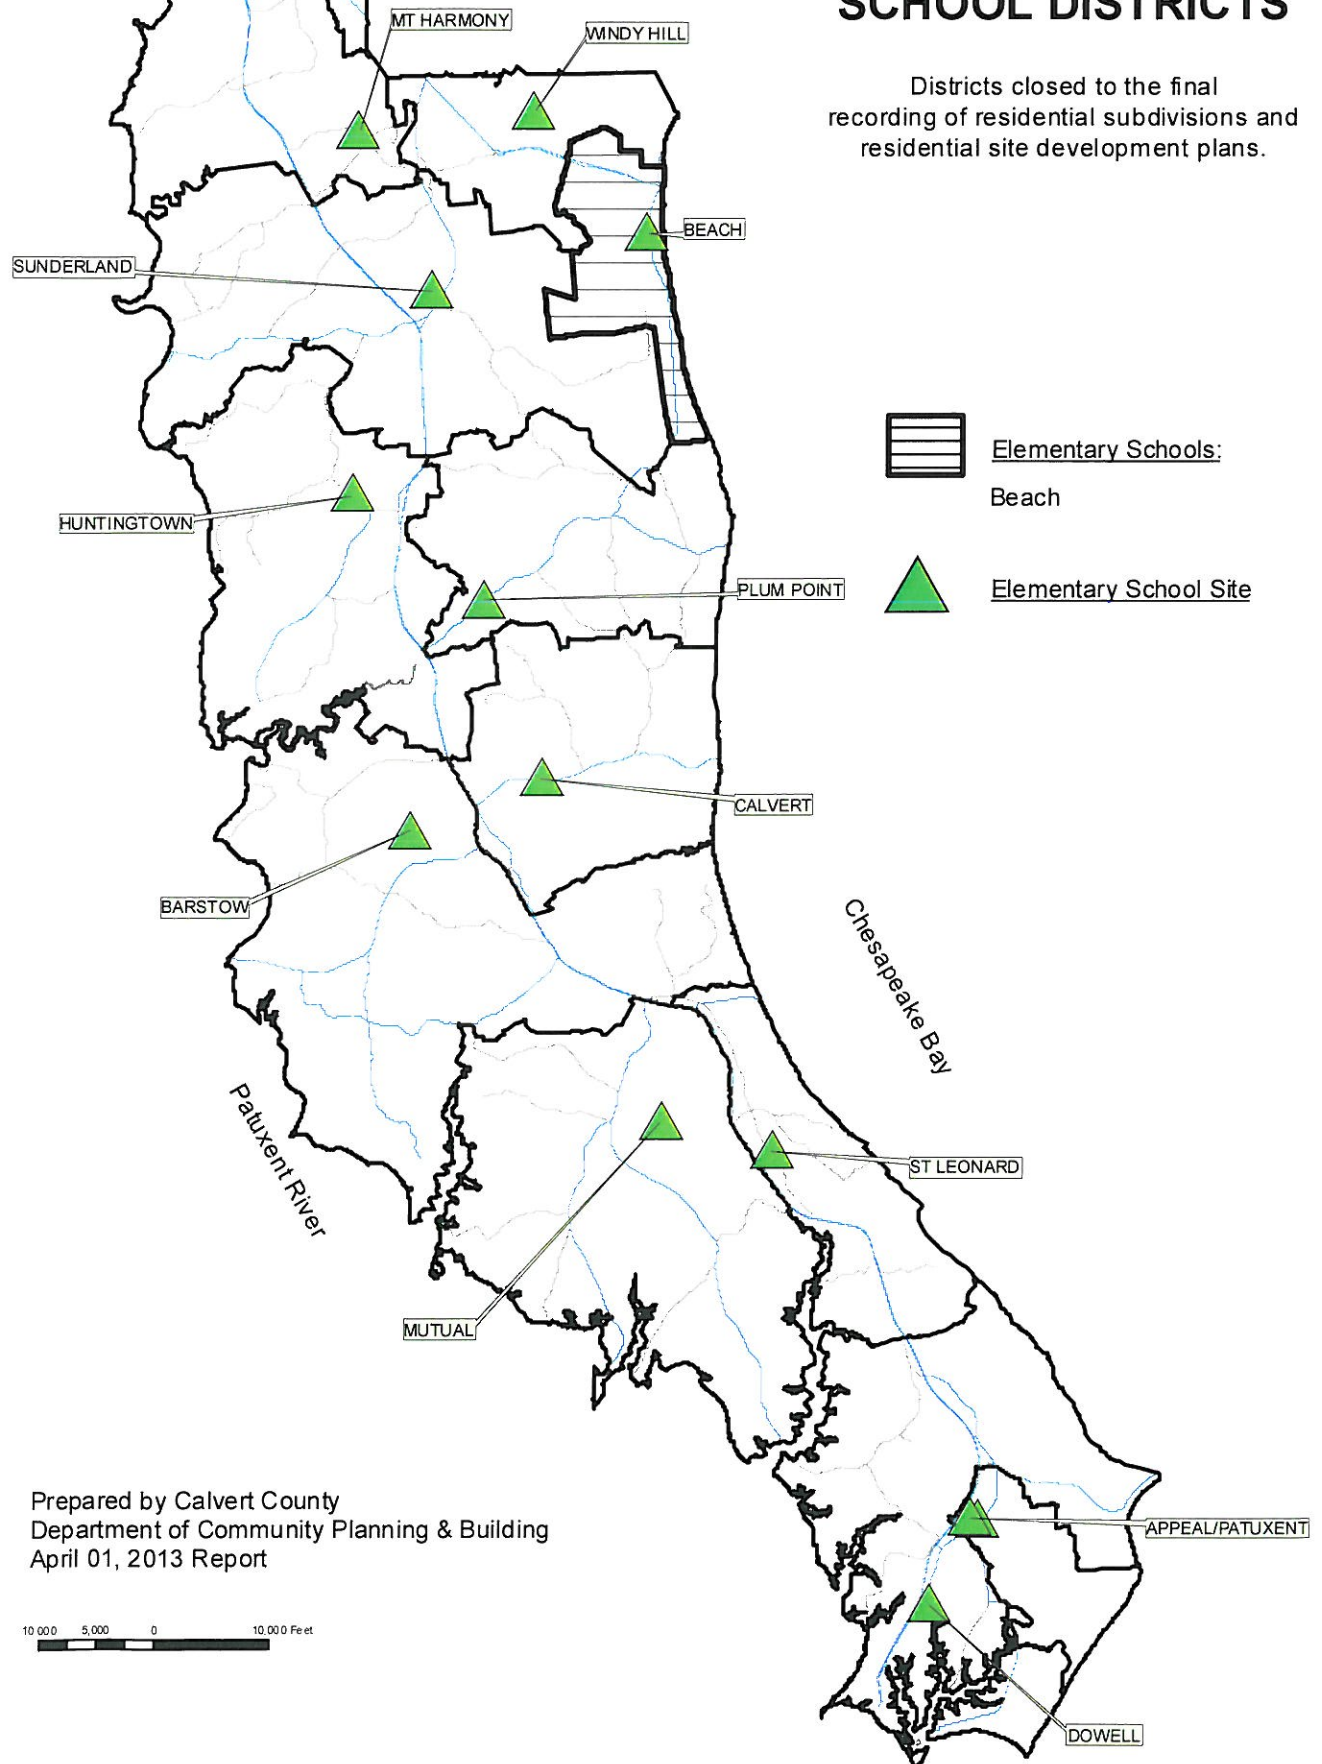 SCHOOL DISTRICTS
Districts closed to the final
recording of residential subdivisions and
residential site development plans.
MT HARMONY
WINDY HILL
BEACH
SUNDERLAND
Elementary Schools:
Beach
HUNTINGTOWN
PLUM POINT
Elementary School Site
CALVERT
BARSTOW
Chesapeake Bay
Patuxent River
ST LEONARD
MUTUAL
Prepared by Calvert County
Department of Community Planning & Building
April 01, 2013 Report
APPEAL/PATUXENT
10 000 5,000 0 10,000 Feet
DOWELL